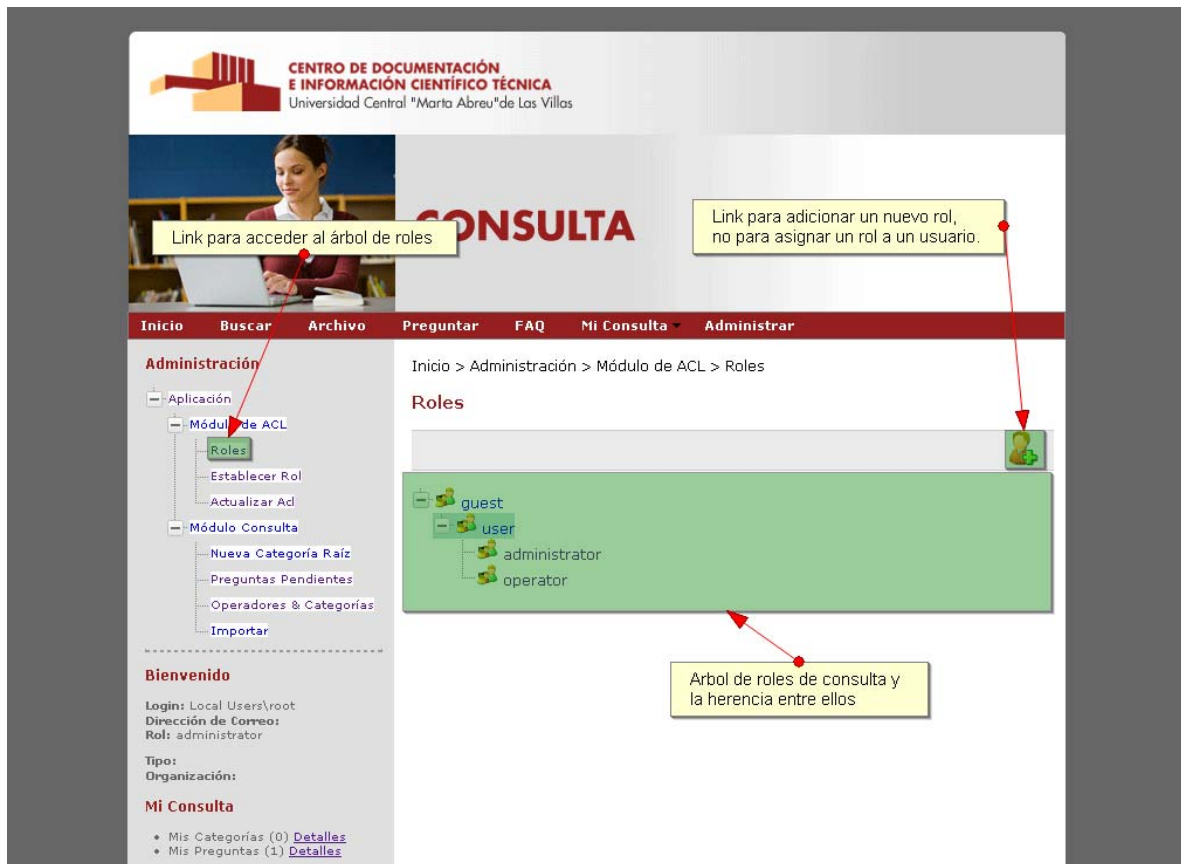 CENTRO DE DOCUMENTACIÓN
E INFORMACIÓN CIENTÍFICO TÉCNICA
Universidad Central "Marta Abreu"de Las Villas
CONSULTA
Link para acceder al árbol de roles
Link para adicionar un nuevo rol,
no para asignar un rol a un usuario.
Inicio Buscar Archivo Preguntar FAQ Mi Consulta Administrar
Administración
Aplicación
Módulo de ACL
Roles
Establecer Rol
Actualizar Acl
Módulo Consulta
Nueva Categoría Raíz
Preguntas Pendientes
Operadores & Categorías
Importar
Bienvenido
Login: Local Users\root
Dirección de Correo:
Rol: administrator
Tipo:
Organización:
Mi Consulta
Mis Categorías (0) Detalles
Mis Preguntas (1) Detalles
Inicio > Administración > Módulo de ACL > Roles
Roles
guest
user
administrator
operator
Arbol de roles de consulta y
la herencia entre ellos